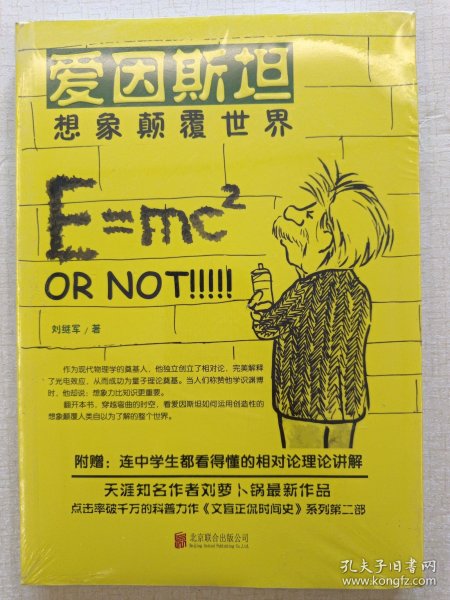 爱因斯坦
想象颠覆世界
E=mc²
OR NOT!!!!!
刘继军/著
作为现代物理学的奠基人，他独立创立了相对论，完美解释
了光电效应，从而成功为量子理论奠基。当人们称赞他学识渊博
时，他却说：想象力比知识更重要。
翻开本书，穿越弯曲的时空，看爱因斯坦如何运用创造性的
想象颠覆人类自以为了解的整个世界。
附赠：连中学生都看得懂的相对论理论讲解
天涯知名作者刘萝卜锅最新作品
点击率破千万的科普力作《文盲正侃时间史》系列第二部
北京联合出版公司
Beijing United Publishing Co.,Ltd.
孔夫子旧书网
www.kongfz.com